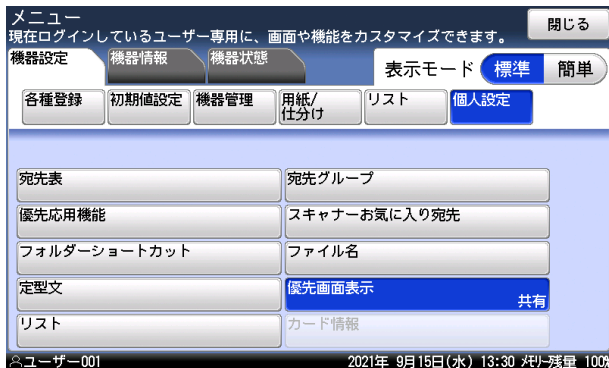 メニュー
閉じる
現在ログインしているユーザー専用に、画面や機能をカスタマイズできます。
機器設定 機器情報 機器状態
表示モード 標準 簡単
各種登録 初期値設定 機器管理 用紙/ リスト 個人設定
仕分け
宛先表 宛先グループ
優先応用機能 スキャナーお気に入り宛先
フォルダーショートカット ファイル名
定型文 優先画面表示
共有
リスト カード情報
ユーザー001 2021年 9月15日(水) 13:30 メモリー残量 100%